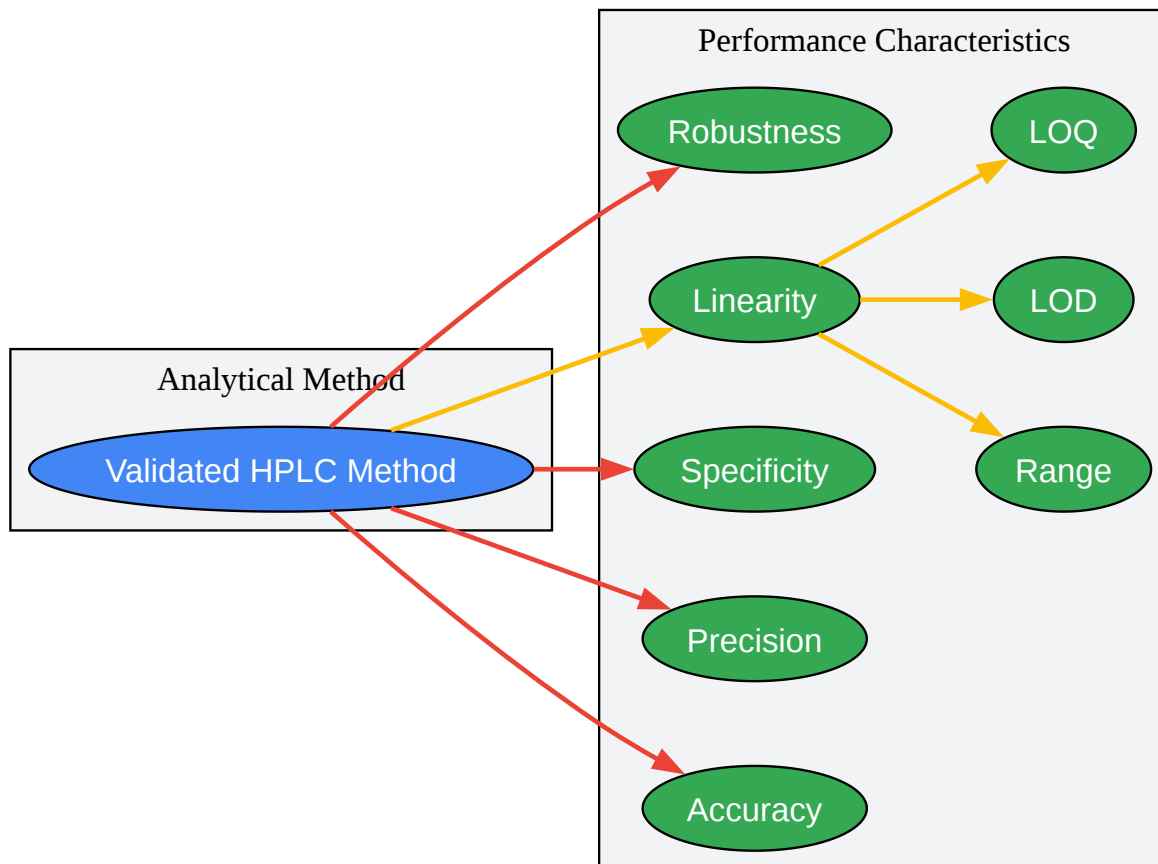 Performance Characteristics
Robustness
LOQ
Linearity
LOD
Analytical Method
Validated HPLC Method
Specificity
Range
Precision
Accuracy